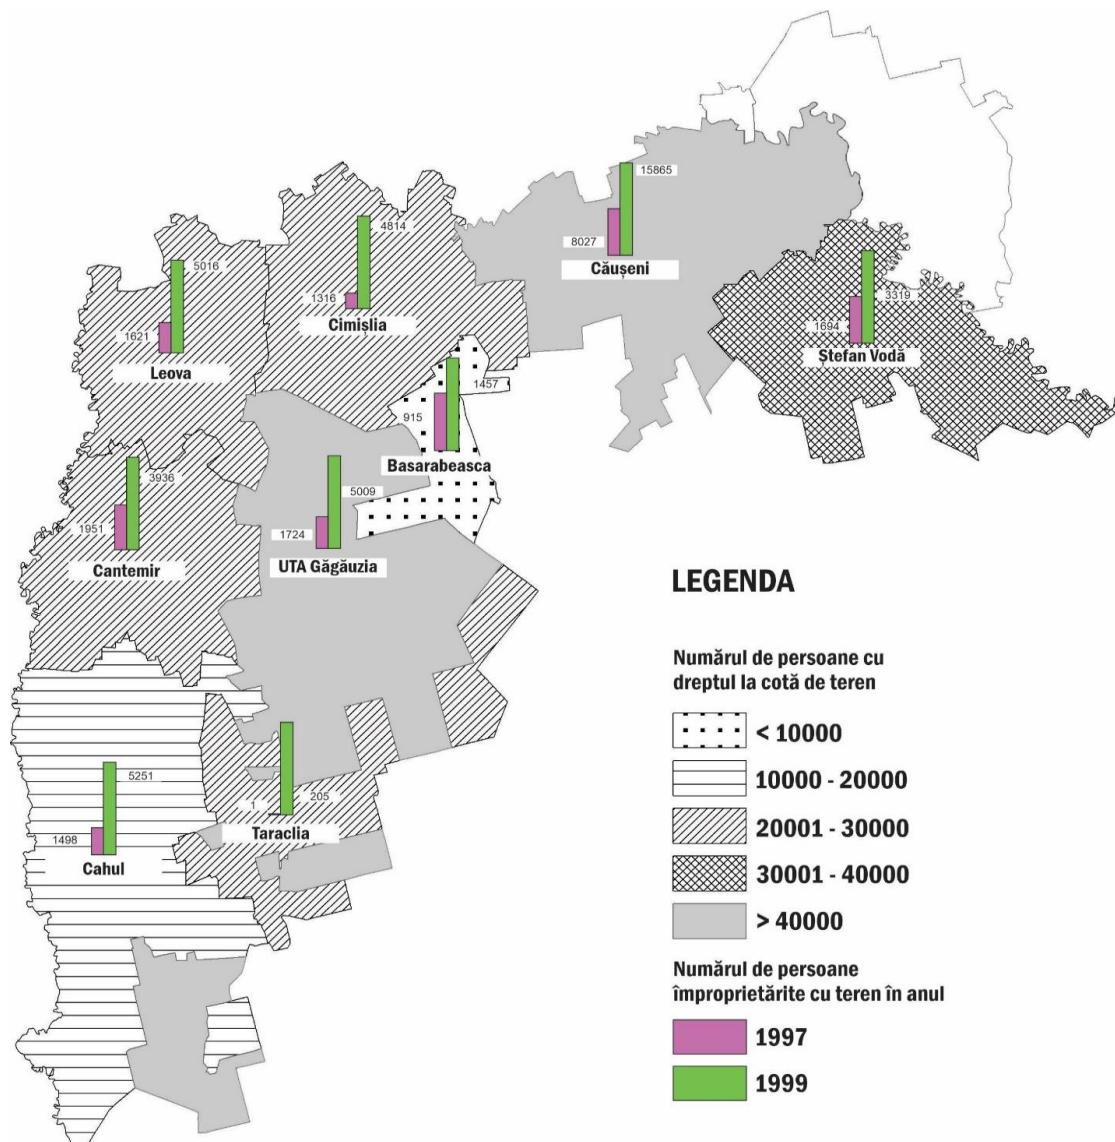 15865
8027
Căușeni
4814
1316
Cimișlia
5016
1621
Leova
3319
1694
Ștefan Vodă
1457
915
Basarabeasca
3936
1951
Cantemir
5009
1724
UTA Găgăuzia
205
1
Taraclia
5251
1498
Cahul
LEGENDA
Numărul de persoane cu
dreptul la cotă de teren
< 10000
10000 - 20000
20001 - 30000
30001 - 40000
> 40000
Numărul de persoane
împroprietărite cu teren în anul
1997
1999